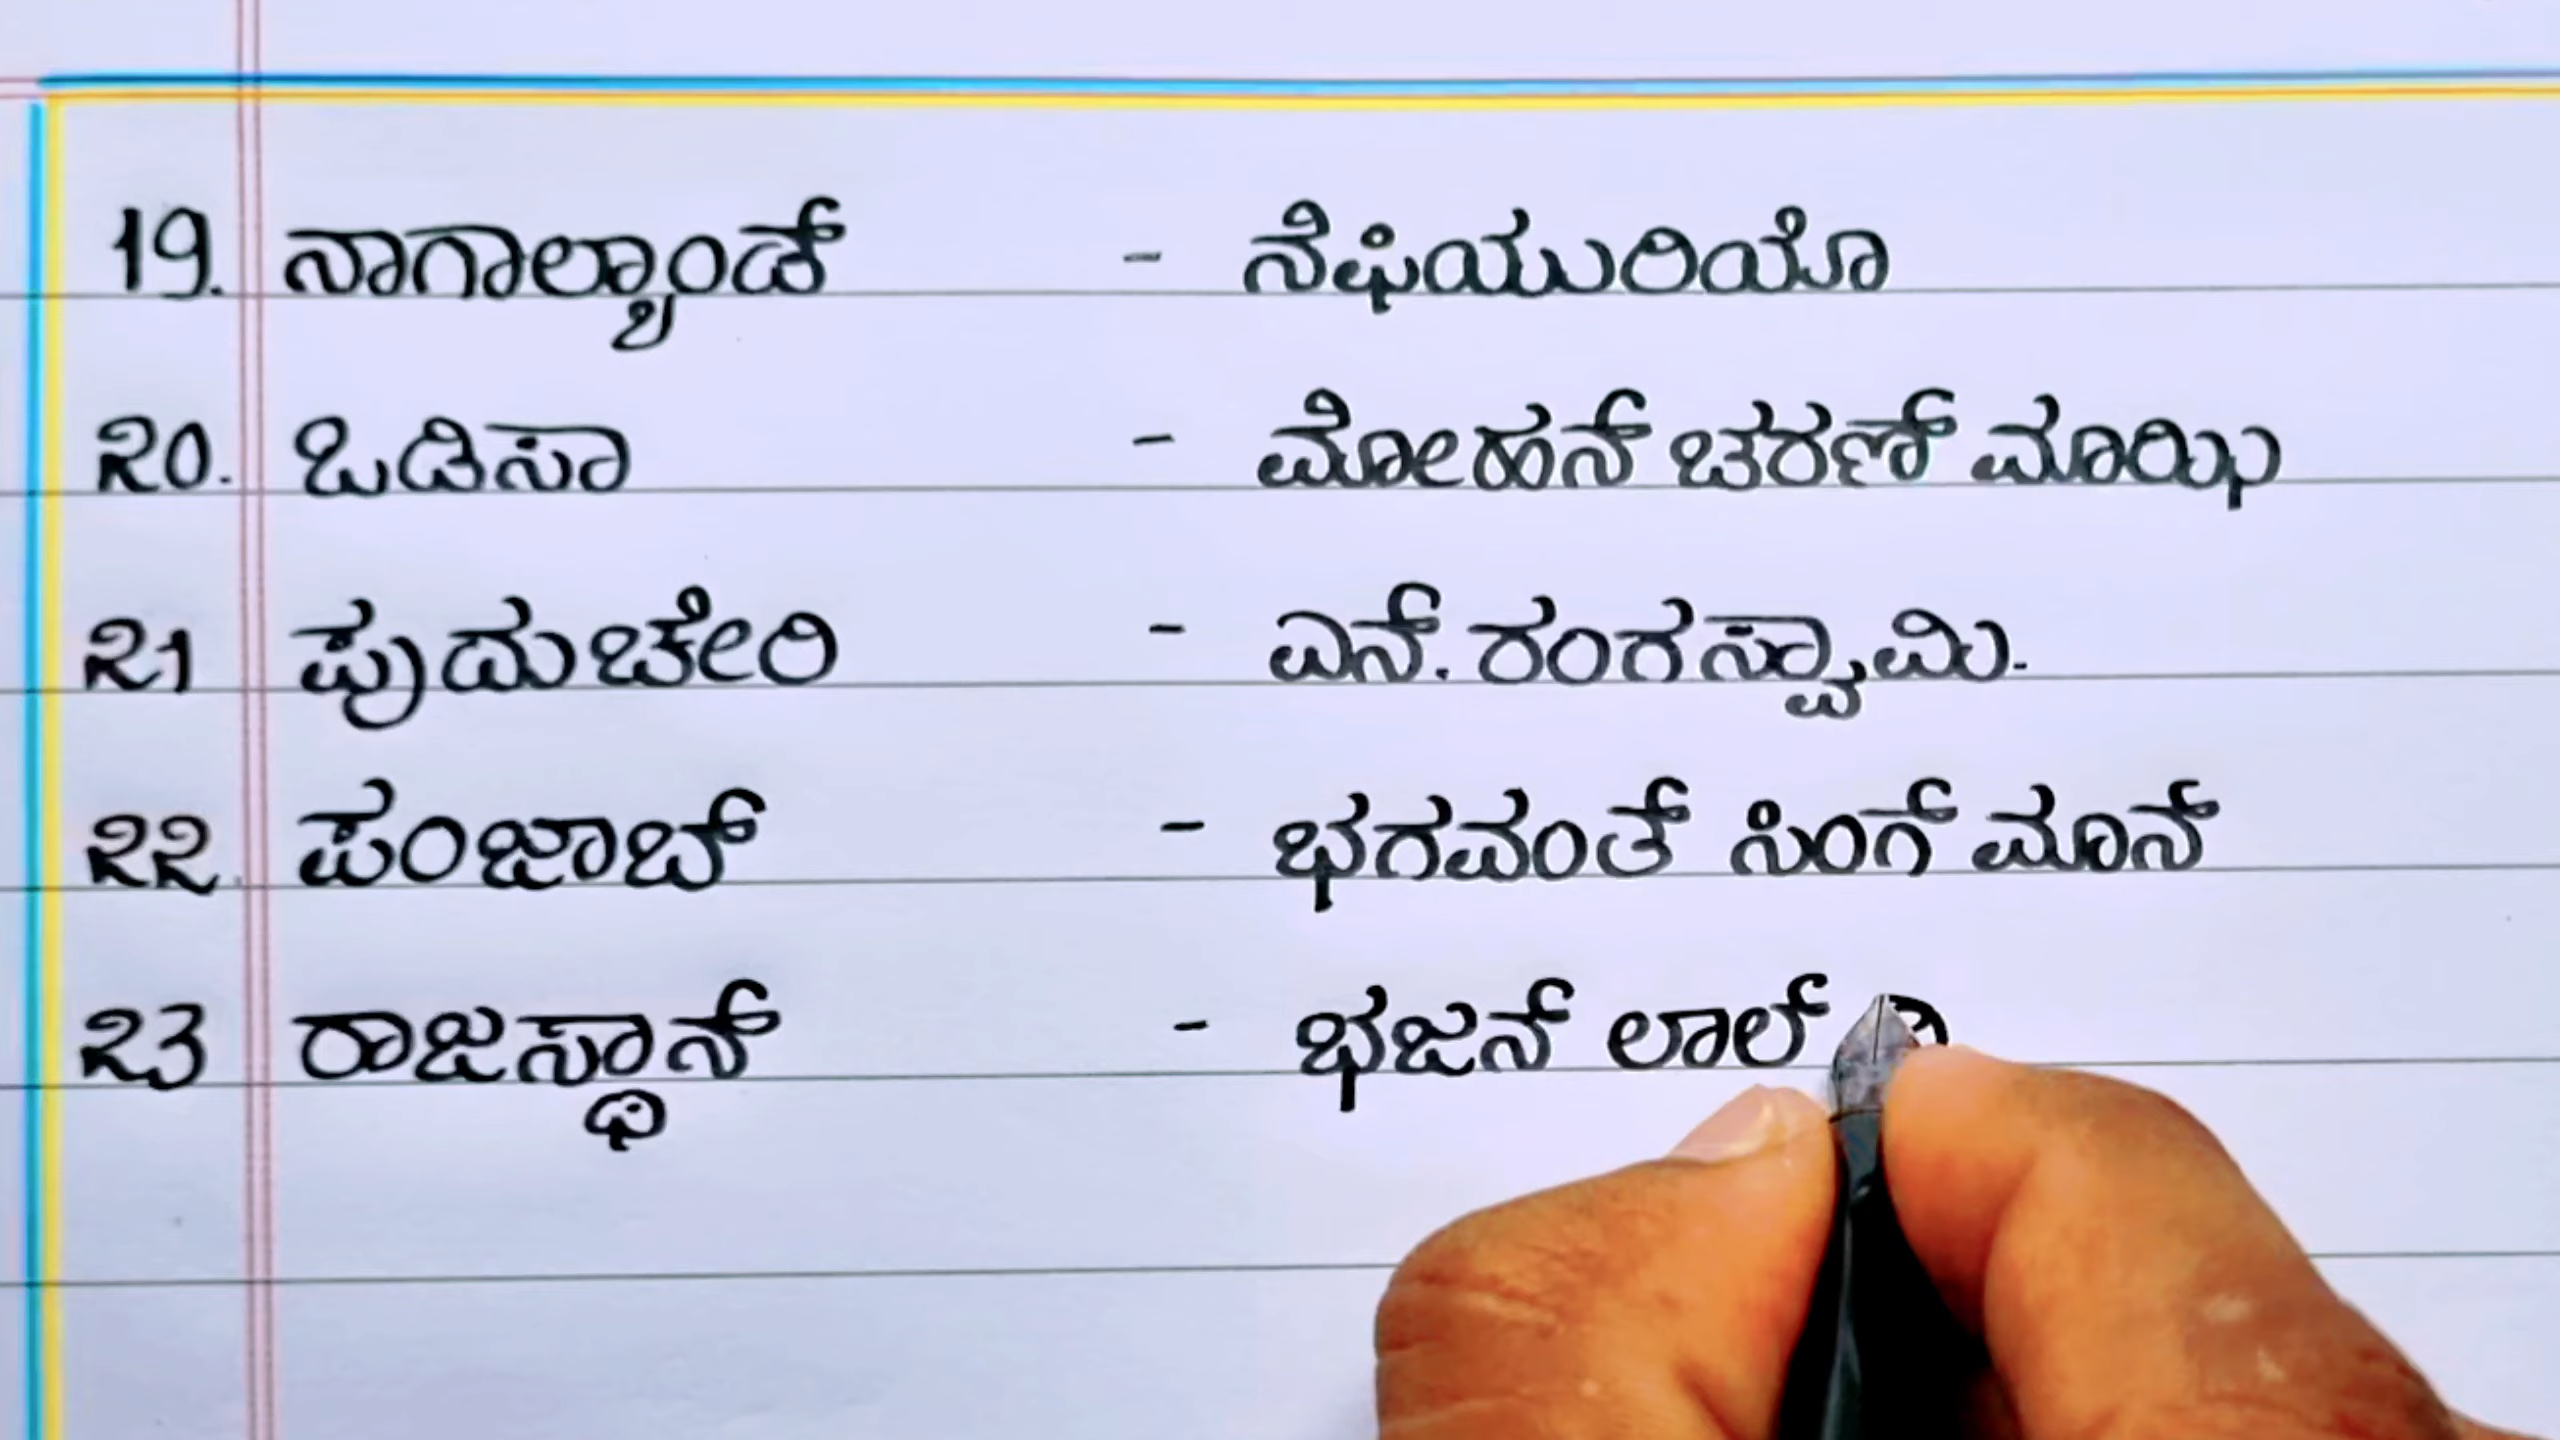 19. ನಾಗಾಲ್ಯಾಂಡ್ - ನೆಫಿಯುರಿಯೊ
20. ಒಡಿಸಾ - ಮೋಹನ್ ಚರಣ್ ಮಾಝಿ
21 ಪುದುಚೇರಿ - ಎನ್. ರಂಗಸ್ವಾಮಿ.
22. ಪಂಜಾಬ್ - ಭಗವಂತ್ ಸಿಂಗ್ ಮಾನ್
23 ರಾಜಸ್ಥಾನ್ - ಭಜನ್ ಲಾಲ್